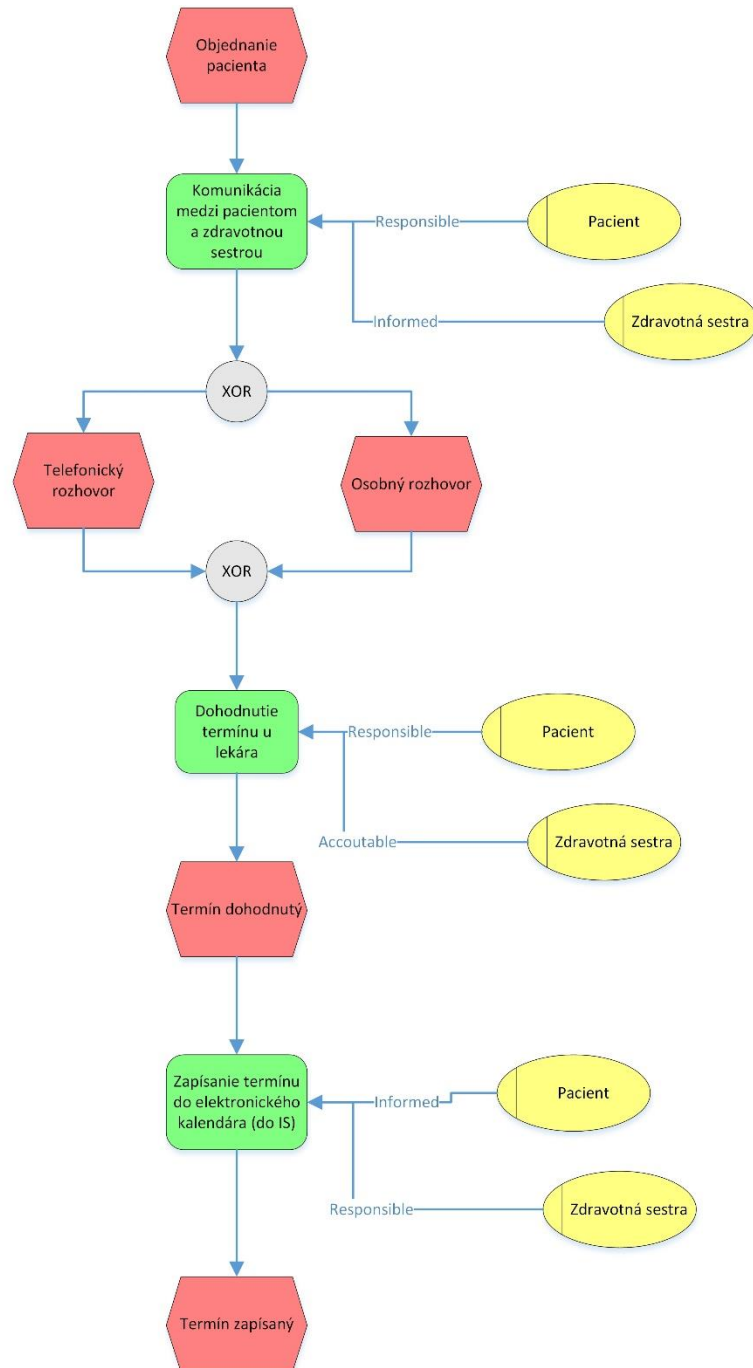 Objednanie
pacienta
Komunikácia
medzi pacientom
a zdravotnou
sestrou
Responsible
Pacient
Informed
Zdravotná sestra
XOR
Telefonický
rozhovor
Osobný rozhovor
XOR
Dohodnutie
termínu u
lekára
Responsible
Pacient
Accoutable
Zdravotná sestra
Termín dohodnutý
Zapísanie termínu
do elektronického
kalendára (do IS)
Informed
Pacient
Responsible
Zdravotná sestra
Termín zapísaný